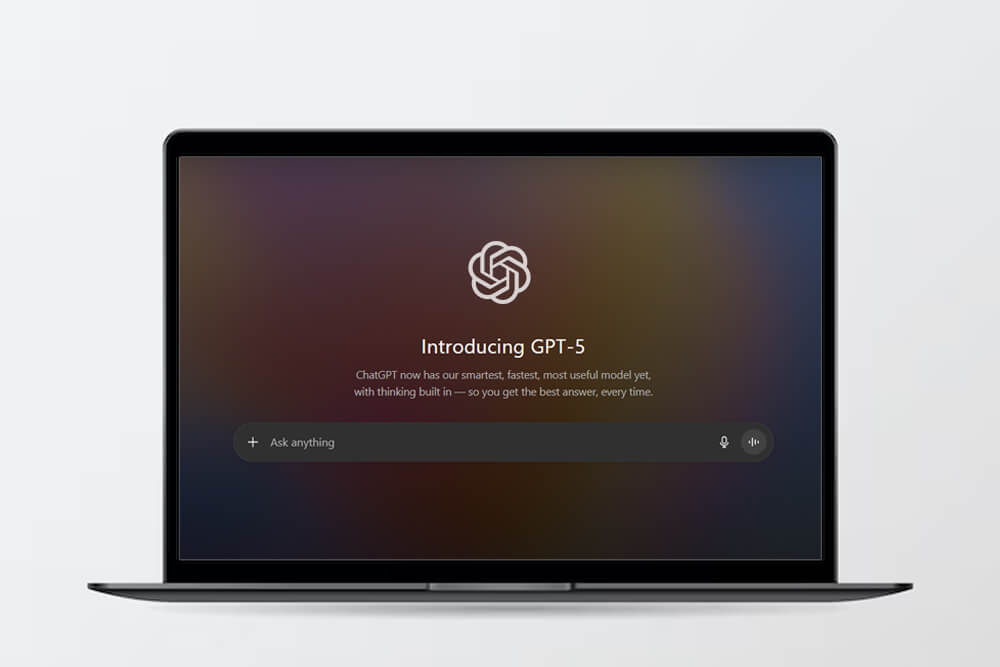 Introducing GPT-5
ChatGPT now has our smartest, fastest, most useful model yet,
with thinking built in — so you get the best answer, every time.
Ask anything